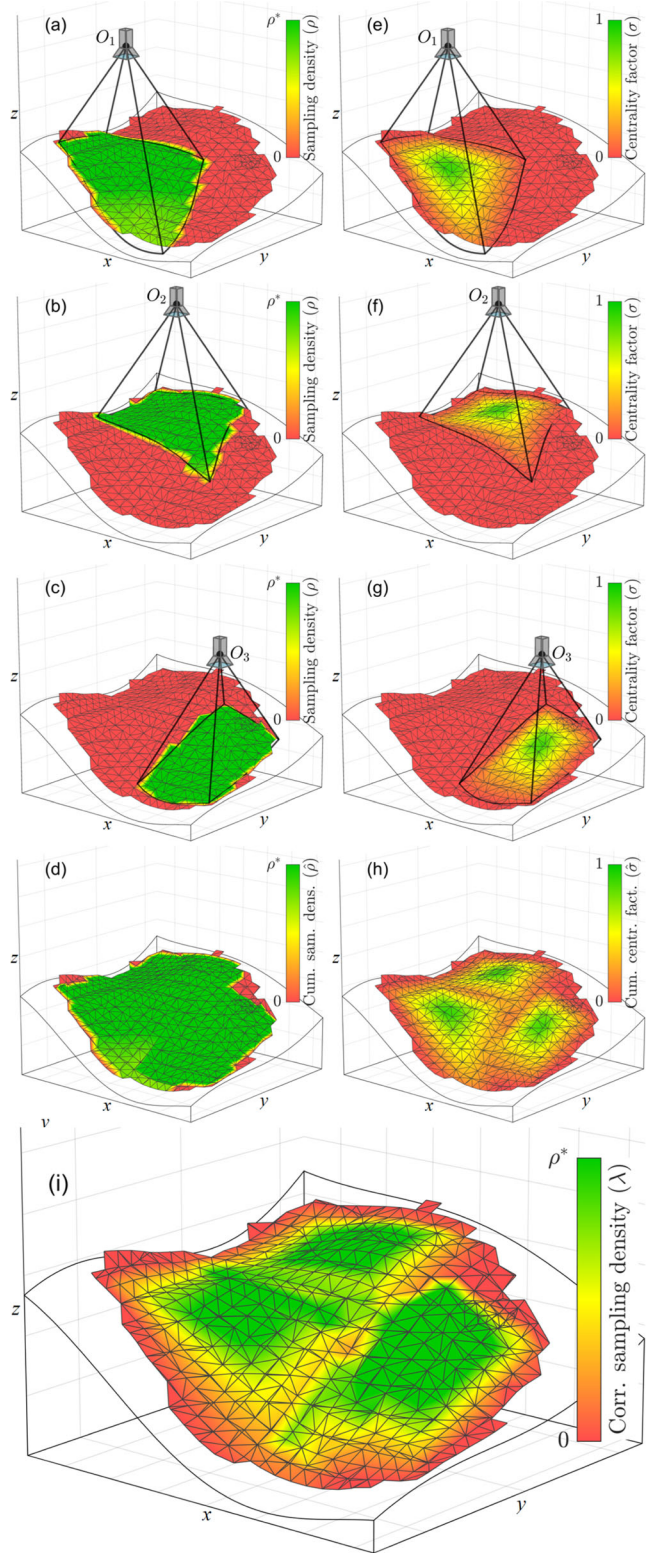 (a)
O1
ρ*
0
Sampling density (ρ)
z
x
y
(e)
O1
1
0
Centrality factor (σ)
z
x
y
(b)
O2
ρ*
0
Sampling density (ρ)
z
x
y
(f)
O2
1
0
Centrality factor (σ)
z
x
y
(c)
O3
ρ*
0
Sampling density (ρ)
z
x
y
(g)
O3
1
0
Centrality factor (σ)
z
x
y
(d)
ρ*
0
Cum. sam. dens. (ρ̂)
z
x
y
(h)
1
0
Cum. centr. fact. (σ̂)
z
x
y
(i)
ρ*
0
Corr. sampling density (λ)
z
x
y